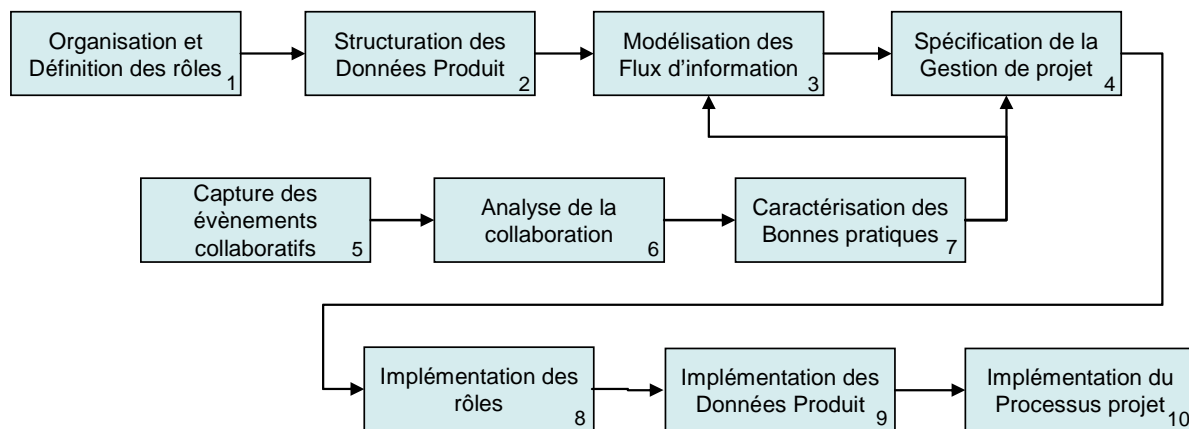 Organisation et
Définition des rôles
1
Structuration des
Données Produit
2
Modélisation des
Flux d'information
3
Spécification de la
Gestion de projet
4
Capture des
évènements
collaboratifs
5
Analyse de la
collaboration
6
Caractérisation des
Bonnes pratiques
7
Implémentation des
rôles
8
Implémentation des
Données Produit
9
Implémentation du
Processus projet
10